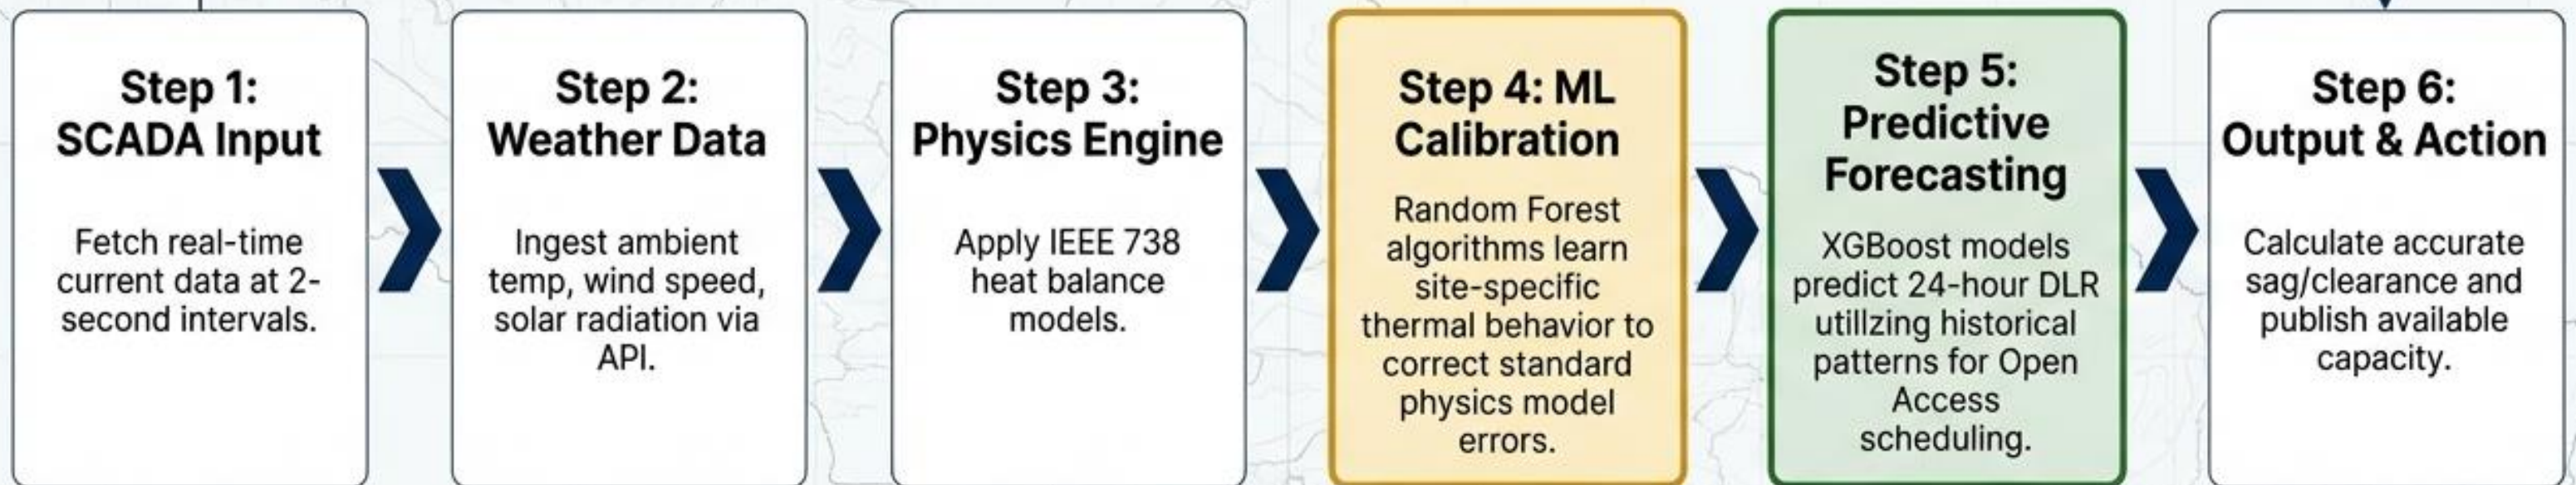 Step 1:
SCADA Input
Fetch real-time
current data at 2-
second intervals.
Step 2:
Weather Data
Ingest ambient
temp, wind speed,
solar radiation via
API.
Step 3:
Physics Engine
Apply IEEE 738
heat balance
models.
Step 4: ML
Calibration
Random Forest
algorithms learn
site-specific
thermal behavior to
correct standard
physics model
errors.
Step 5:
Predictive
Forecasting
XGBoost models
predict 24-hour DLR
utillzing historical
patterns for Open
Access
scheduling.
Step 6:
Output & Action
Calculate accurate
sag/clearance and
publish available
capacity.